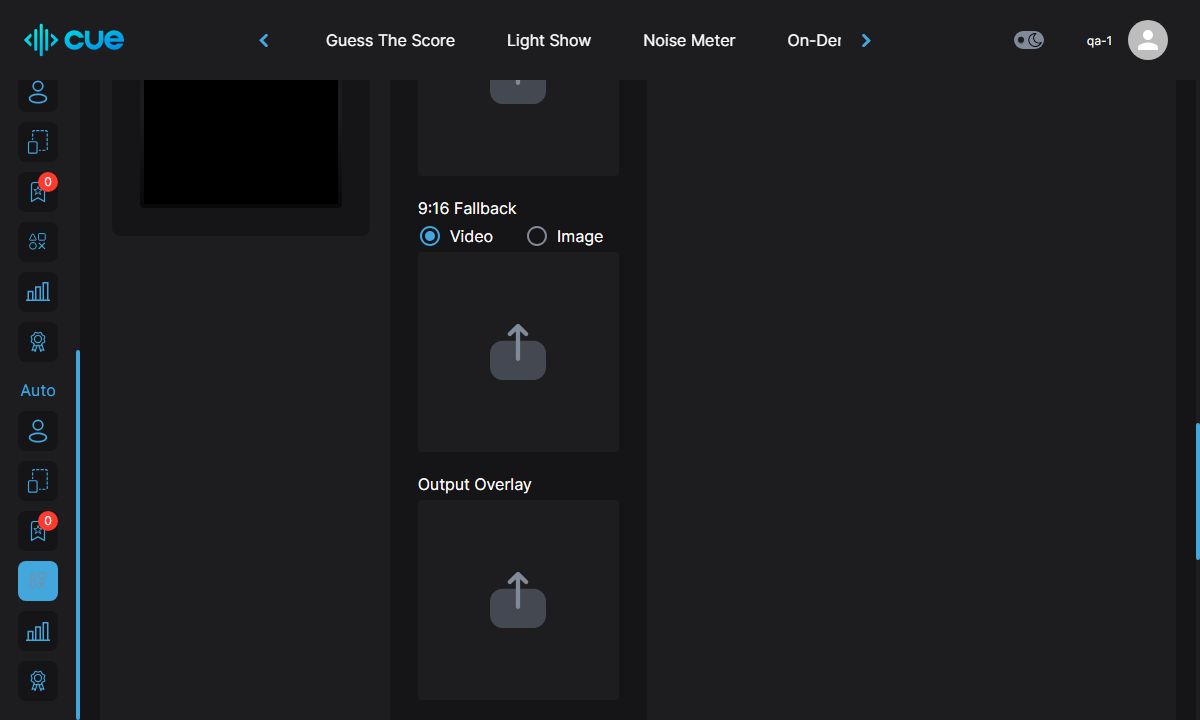 cue
Guess The Score
Light Show
Noise Meter
On-Der
qa-1
0
9:16 Fallback
Video
Image
Auto
0
Output Overlay